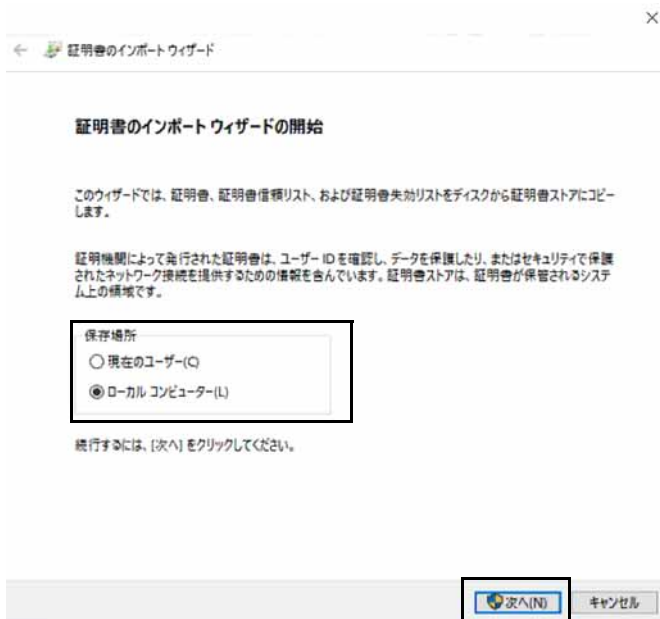 証明書のインポート ウィザード
証明書のインポート ウィザードの開始
このウィザードでは、証明書、証明書信頼リスト、および証明書失効リストをディスクから証明書ストアにコピー
します。
証明機関によって発行された証明書は、ユーザー ID を確認し、データを保護したり、またはセキュリティで保護
されたネットワーク接続を提供するための情報を含んでいます。証明書ストアは、証明書が保管されるシステ
ム上の領域です。
保存場所
現在のユーザー(C)
ローカル コンピューター(L)
続行するには、[次へ] をクリックしてください。
次へ(N)
キャンセル